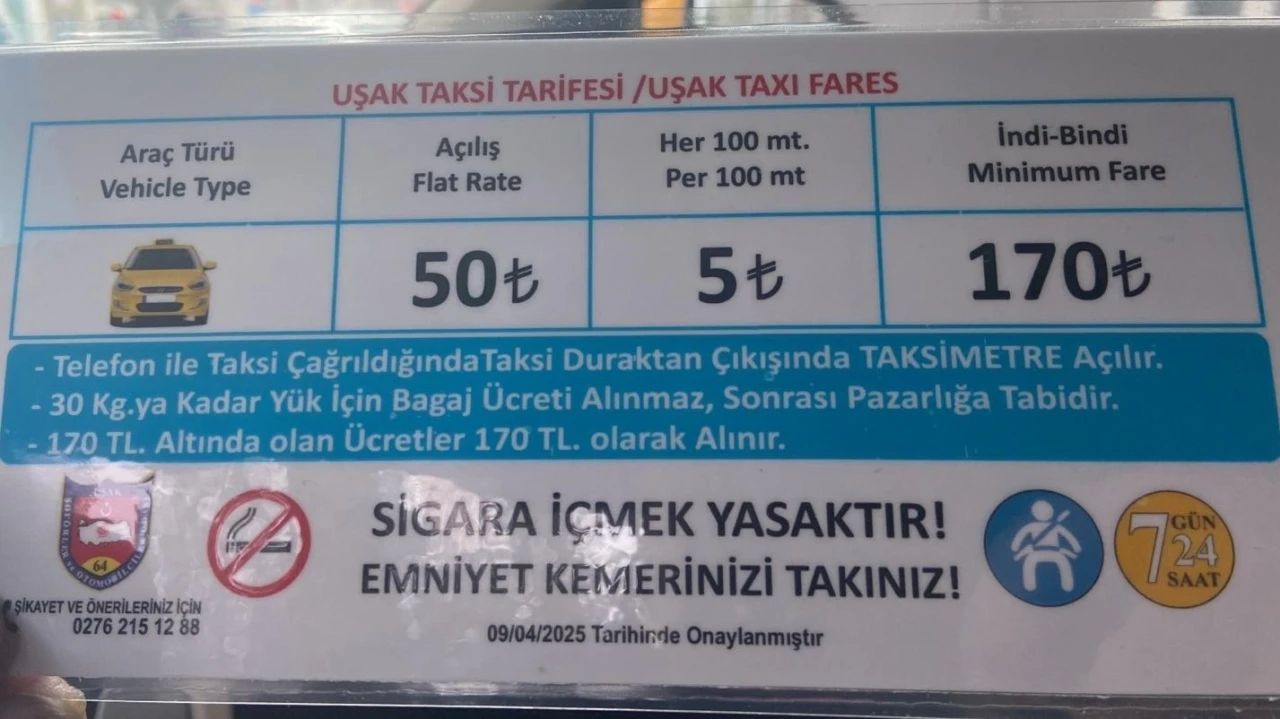 UŞAK TAKSİ TARİFESİ /UŞAK TAXI FARES
Araç Türü
Vehicle Type
Açılış
Flat Rate
Her 100 mt.
Per 100 mt
İndi-Bindi
Minimum Fare
50₺
5₺
170₺
- Telefon ile Taksi ÇağrıldığındaTaksi Duraktan Çıkışında TAKSİMETRE Açılır.
- 30 Kg.ya Kadar Yük İçin Bagaj Ücreti Alınmaz, Sonrası Pazarlığa Tabidir.
- 170 TL. Altında olan Ücretler 170 TL. olarak Alınır.
UŞAK
64
SİGARA İÇMEK YASAKTIR!
EMNİYET KEMERİNİZİ TAKINIZ!
7 GÜN
24
SAAT
ŞİKAYET VE ÖNERİLERİNİZ İÇİN
0276 215 12 88
09/04/2025 Tarihinde Onaylanmıştır